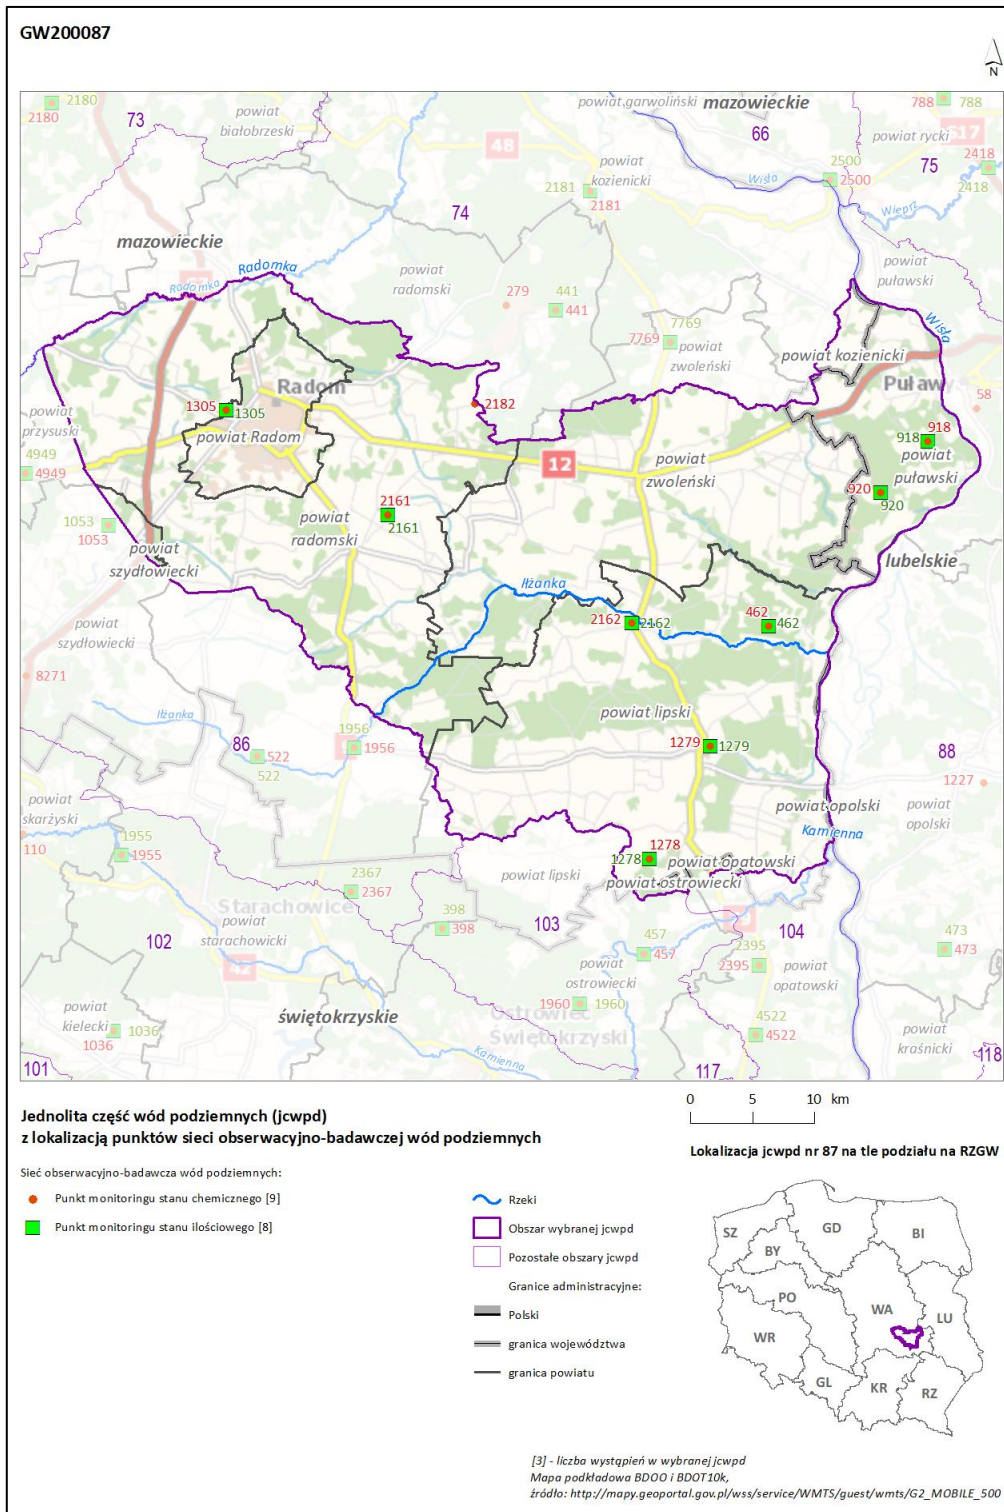 GW200087
N
2180
2180
73
powiat
białobrzeski
48
powiat garwoliński
mazowieckie
66
788
788
powiat rycki
S17
75
2418
2418
powiat
kozienicki
2181
2181
2500
2500
Wisła
Wieprz
74
mazowieckie
Radomka
Radomka
powiat
radomski
279
441
441
7769
7769
powiat
zwoleński
powiat
puławski
Wisła
powiat kozienicki
Radom
Puławy
58
1305
1305
2182
powiat Radom
powiat
przysuski
4949
4949
12
powiat
zwoleński
918
918
powiat
puławski
920
920
2161
2161
powiat
radomski
1053
1053
powiat
szydłowiecki
lubelskie
Iłżanka
2162
2162
462
462
powiat
szydłowiecki
8271
Iłżanka
86
522
522
1956
1956
powiat lipski
1279
1279
88
1227
powiat
skarżyski
110
1955
1955
powiat opolski
powiat
opolski
Kamienna
1278
1278
powiat opatowski
powiat ostrowiecki
powiat lipski
2367
2367
Starachowice
powiat
starachowicki
102
42
398
398
103
457
457
104
2395
2395
473
473
powiat
ostrowiecki
powiat
opatowski
powiat
kielecki
1036
1036
świętokrzyskie
1960
1960
Ostrowiec
Świętokrzyski
4522
4522
powiat
kraśnicki
Kamienna
101
117
118
Jednolita część wód podziemnych (jcwpd)
z lokalizacją punktów sieci obserwacyjno-badawczej wód podziemnych
0 5 10 km
Lokalizacja jcwpd nr 87 na tle podziału na RZGW
Sieć obserwacyjno-badawcza wód podziemnych:
Punkt monitoringu stanu chemicznego [9]
Punkt monitoringu stanu ilościowego [8]
Rzeki
Obszar wybranej jcwpd
Pozostałe obszary jcwpd
Granice administracyjne:
Polski
granica województwa
granica powiatu
SZ
GD
BI
BY
PO
WA
LU
WR
GL
KR
RZ
[3] - liczba wystąpień w wybranej jcwpd
Mapa podkładowa BDOO i BDOT10k,
źródło: http://mapy.geoportal.gov.pl/wss/service/WMTS/guest/wmts/G2_MOBILE_500